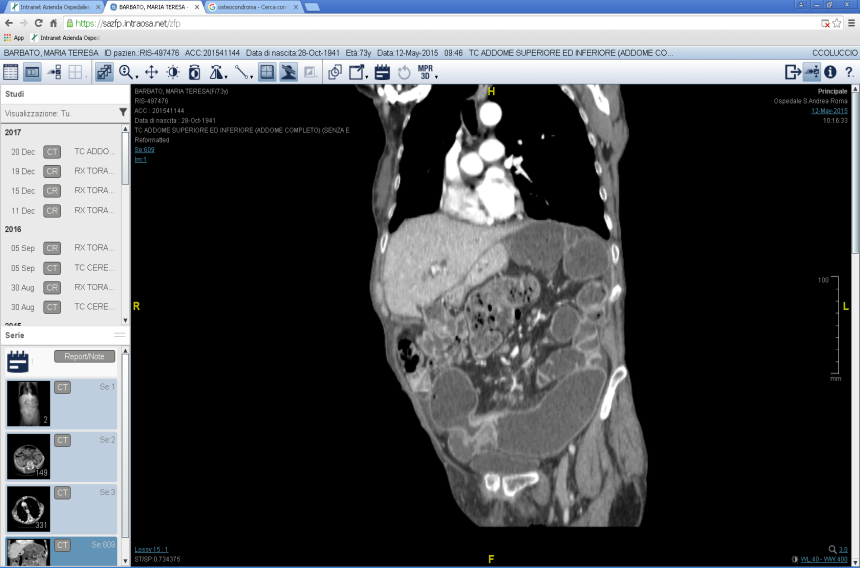 Intranet Azienda Ospedalie
BARBATO, MARIA TERESA -
osteocondroma - Cerca con
https://sazfp.intraosa.net/zfp
App
Intranet Azienda Osped
BARBATO, MARIA TERESA ID pazien.:RIS-497476 ACC:201541144 Data di nascita:28-Oct-1941 Età:73y Data:12-May-2015 09:46 TC ADDOME SUPERIORE ED INFERIORE (ADDOME CO... CCOLUCCIO
MPR
3D
Studi
Visualizzazione: Tu.
2017
20 Dec CT TC ADDO...
19 Dec CR RX TORA...
15 Dec CR RX TORA...
11 Dec CR RX TORA...
2016
05 Sep CR RX TORA...
05 Sep CT TC CERE...
30 Aug CR RX TORA...
30 Aug CT TC CERE...
2015
Serie
Report/Note
CT Se:1
2
CT Se:2
149
CT Se:3
331
CT Se:609
BARBATO, MARIA TERESA(F/73y)
RIS-497476
ACC : 201541144
Data di nascita : 28-Oct-1941
TC ADDOME SUPERIORE ED INFERIORE (ADDOME COMPLETO) (SENZA E
Reformatted
Se:609
Im:1
H
Principale
Ospedale S.Andrea Roma
12-May-2015
10:16:33
R
L
100
mm
Lossy 15 : 1
ST/SP:0.734375
F
3.0
WL:40 - WW:400